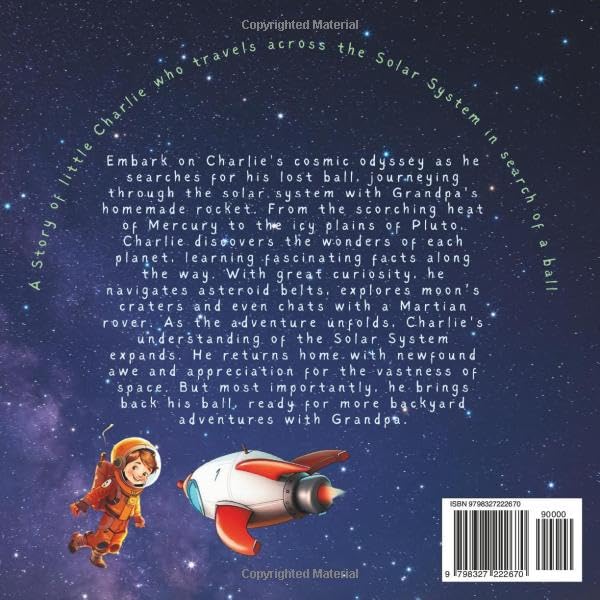 Copyrighted Material
A Story of little Charlie who travels across the Solar System in search of a ball
Embark on Charlie's cosmic odyssey as he
searches for his lost ball, journeying
through the solar system with Grandpa's
homemade rocket. From the scorching heat
of Mercury to the icy plains of Pluto,
Charlie discovers the wonders of each
planet, learning fascinating facts along
the way. With great curiosity, he
navigates asteroid belts, explores moon's
craters and even chats with a Martian
rover. As the adventure unfolds, Charlie's
understanding of the Solar System
expands. He returns home with newfound
awe and appreciation for the vastness of
space. But most importantly, he brings
back his ball, ready for more backyard
adventures with Grandpa.
1
ISBN 9798327222670
90000
9 798327 222670
Copyrighted Material